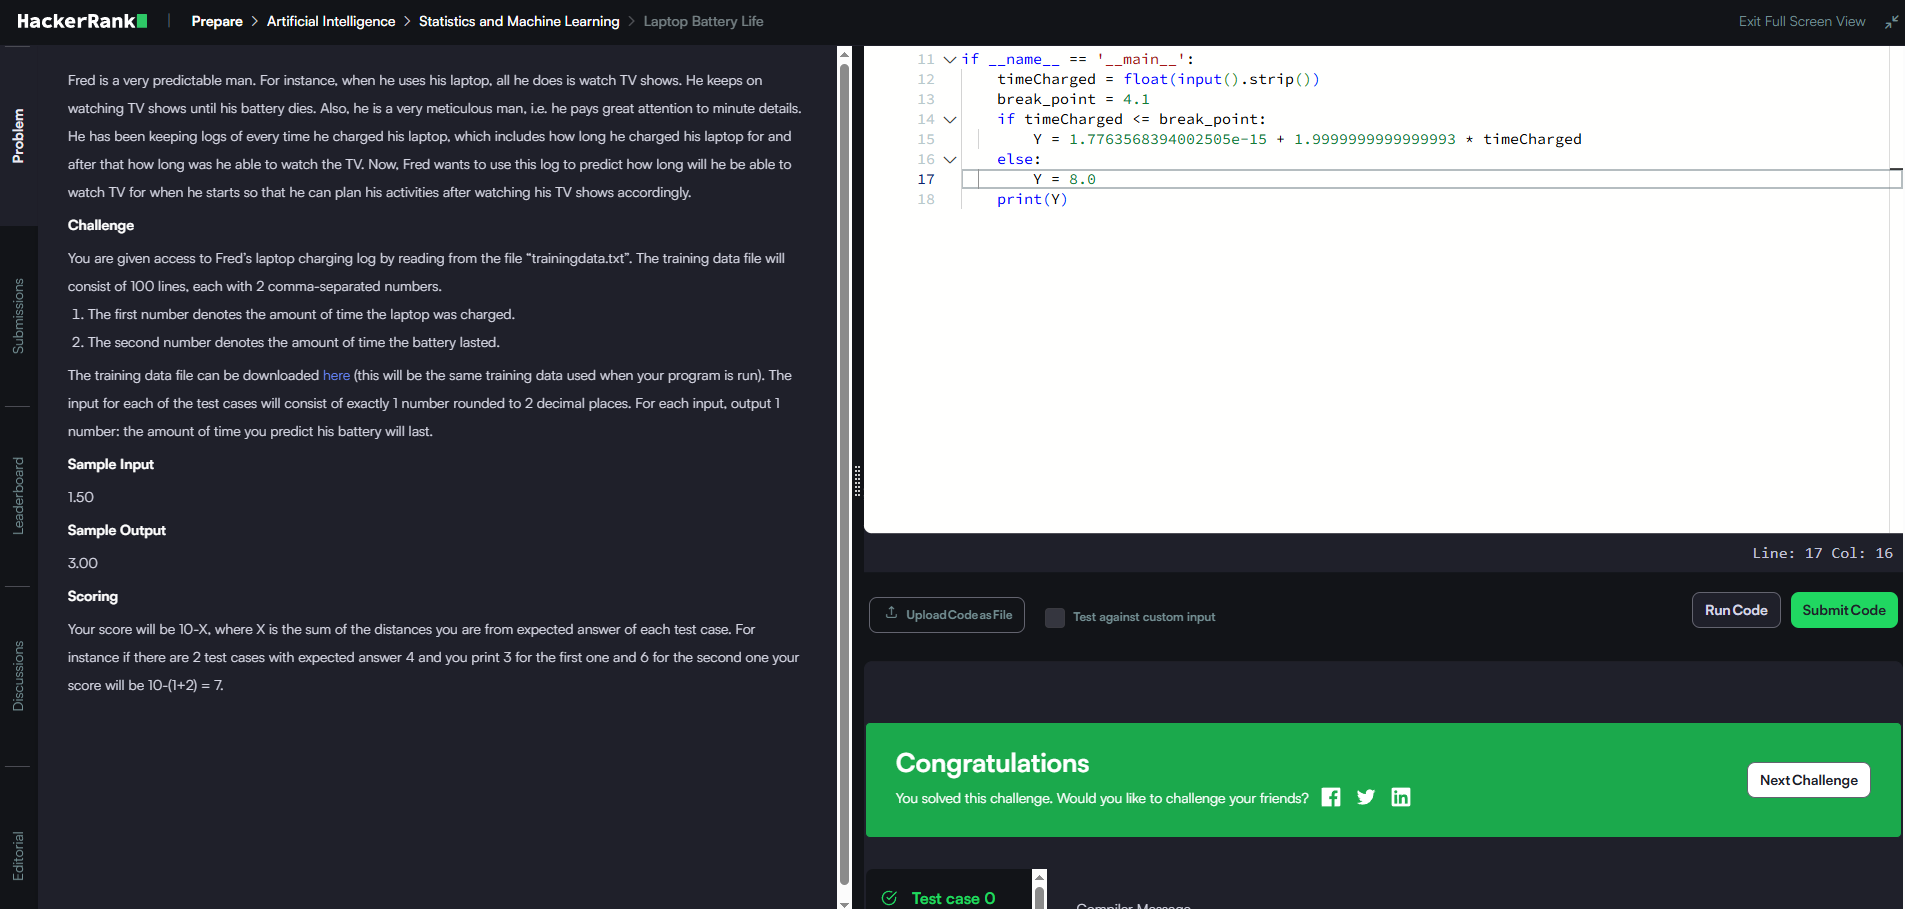 HackerRank
Prepare > Artificial Intelligence > Statistics and Machine Learning > Laptop Battery Life
Exit Full Screen View
Problem
Submissions
Leaderboard
Discussions
Editorial
Fred is a very predictable man. For instance, when he uses his laptop, all he does is watch TV shows. He keeps on
watching TV shows until his battery dies. Also, he is a very meticulous man, i.e. he pays great attention to minute details.
He has been keeping logs of every time he charged his laptop, which includes how long he charged his laptop for and
after that how long was he able to watch the TV. Now, Fred wants to use this log to predict how long will he be able to
watch TV for when he starts so that he can plan his activities after watching his TV shows accordingly.
Challenge
You are given access to Fred’s laptop charging log by reading from the file “trainingdata.txt”. The training data file will
consist of 100 lines, each with 2 comma-separated numbers.
1. The first number denotes the amount of time the laptop was charged.
2. The second number denotes the amount of time the battery lasted.
The training data file can be downloaded here (this will be the same training data used when your program is run). The
input for each of the test cases will consist of exactly 1 number rounded to 2 decimal places. For each input, output 1
number: the amount of time you predict his battery will last.
Sample Input
1.50
Sample Output
3.00
Scoring
Your score will be 10-X, where X is the sum of the distances you are from expected answer of each test case. For
instance if there are 2 test cases with expected answer 4 and you print 3 for the first one and 6 for the second one your
score will be 10-(1+2) = 7.
11 if __name__ == '__main__':
12 timeCharged = float(input().strip())
13 break_point = 4.1
14 if timeCharged <= break_point:
15 Y = 1.7763568394002505e-15 + 1.9999999999999993 * timeCharged
16 else:
17 Y = 8.0
18 print(Y)
Line: 17 Col: 16
Upload Code as File
Test against custom input
Run Code
Submit Code
Congratulations
You solved this challenge. Would you like to challenge your friends?
Next Challenge
Test case 0
Compiler Message